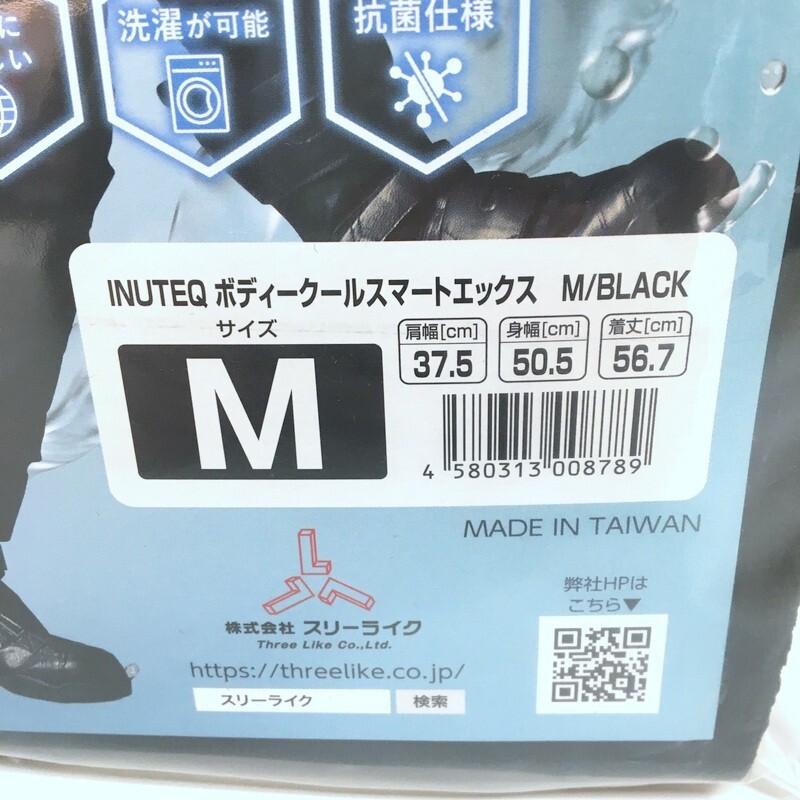 に
しい
洗濯が可能
抗菌仕様
INUTEQ ボディークールスマートエックス M/BLACK
サイズ
M
肩幅[cm] 身幅[cm] 着丈[cm]
37.5 50.5 56.7
4 580313 008789
MADE IN TAIWAN
株式会社 スリーライク
Three Like Co.,Ltd.
https://threelike.co.jp/
スリーライク 検索
弊社HPは
こちら▼